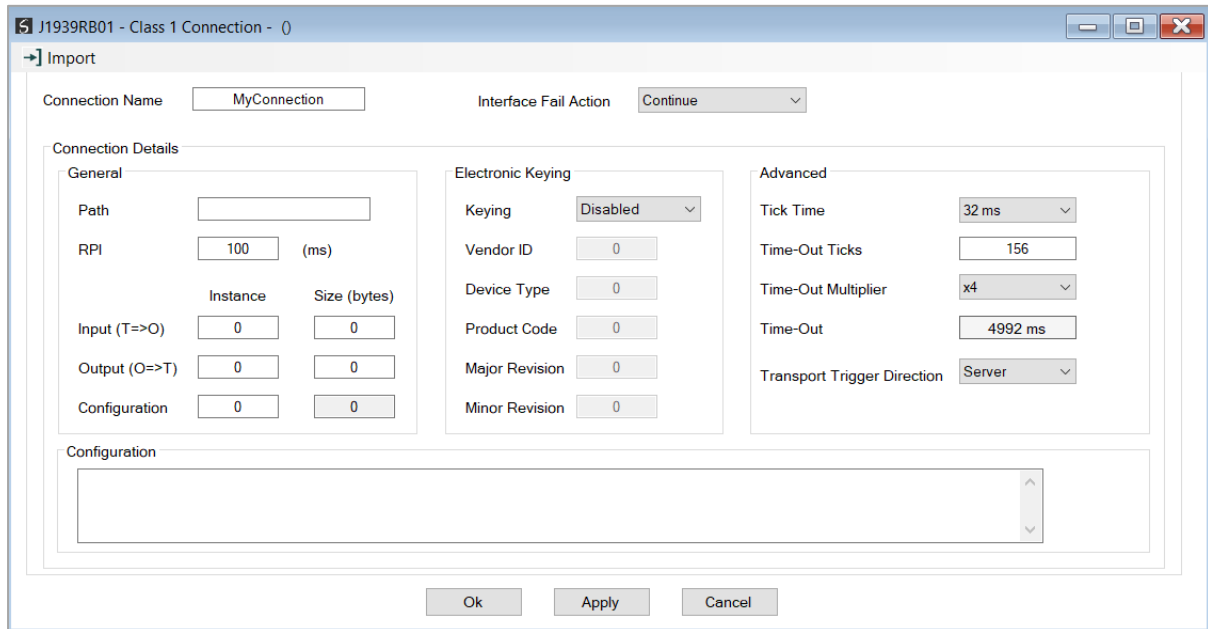 J1939RB01 - Class 1 Connection - ()
Import
Connection Name MyConnection Interface Fail Action Continue
Connection Details
General Electronic Keying Advanced
Path Keying Disabled Tick Time 32 ms
RPI 100 (ms) Vendor ID 0 Time-Out Ticks 156
Instance Size (bytes) Device Type 0 Time-Out Multiplier x4
Input (T=>O) 0 0 Product Code 0 Time-Out 4992 ms
Output (O=>T) 0 0 Major Revision 0 Transport Trigger Direction Server
Configuration 0 0 Minor Revision 0
Configuration
Ok Apply Cancel